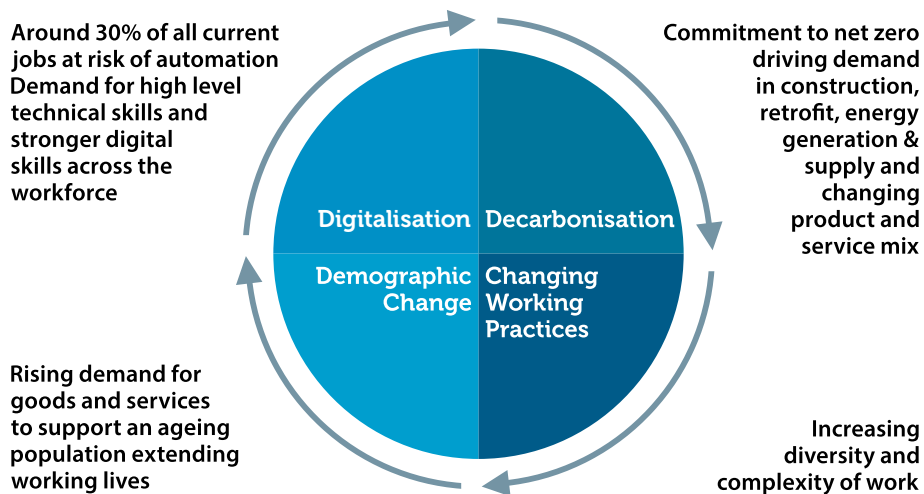 Around 30% of all current
jobs at risk of automation
Demand for high level
technical skills and
stronger digital
skills across the
workforce
Commitment to net zero
driving demand
in construction,
retrofit, energy
generation &
supply and
changing
product and
service mix
Digitalisation
Decarbonisation
Demographic
Change
Changing
Working
Practices
Rising demand for
goods and services
to support an ageing
population extending
working lives
Increasing
diversity and
complexity of work